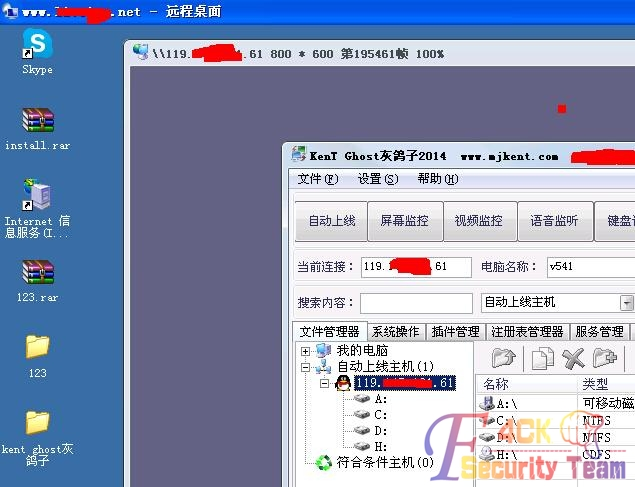 www.        .net - 远程桌面
Skype
install.rar
Internet 信
息服务(I...
123.rar
123
kent ghost灰
鸽子
\\119.        .61 800 * 600 第195461帧 100%
KenT Ghost灰鸽子2014 www.mjkent.com
文件(F) 设置(S) 帮助(H)
自动上线 屏幕监控 视频监控 语音监听 键盘
当前连接： 119.        .61 电脑名称： v541
搜索内容： 自动上线主机
文件管理器 系统操作 插件管理 注册表管理器 服务管理
我的电脑
自动上线主机(1)
119.        .61
A:
C:
D:
H:
符合条件主机(0)
名称 类型
A:\ 可移动磁
C:\ NTFS
D:\ NTFS
H:\ CDFS
F4CK
Security Team